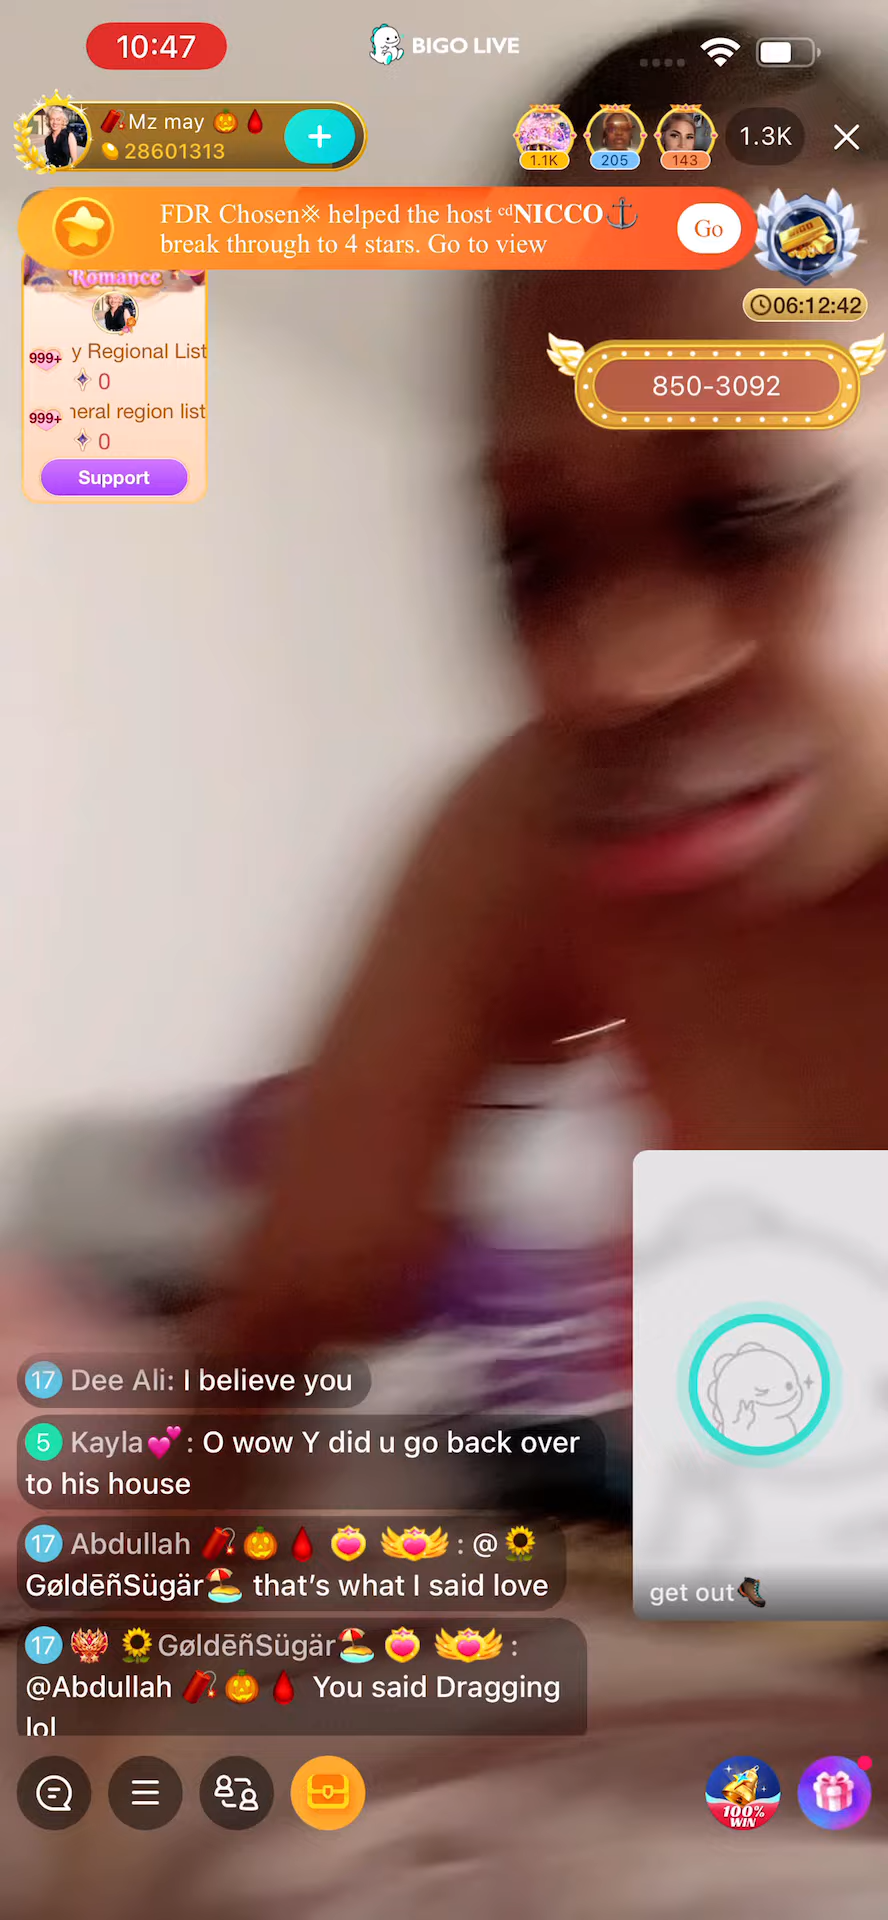 10:47
BIGO LIVE
🧨Mz may 🎃🩸
28601313
+
1.1K
205
143
1.3K
FDR Chosen※ helped the host ᶜᵈNICCO⚓
break through to 4 stars. Go to view
Go
06:12:42
Romance
999+ y Regional List
0
999+ neral region list
0
Support
850-3092
17 Dee Ali: I believe you
5 Kayla💕: O wow Y did u go back over
to his house
17 Abdullah 🧨🎃🩸 : @🌻
GøldēñSügär🏖️ that's what I said love
17 🌻GøldēñSügär🏖️ :
@Abdullah 🧨🎃🩸 You said Dragging
lol
get out🥾
100%
WIN